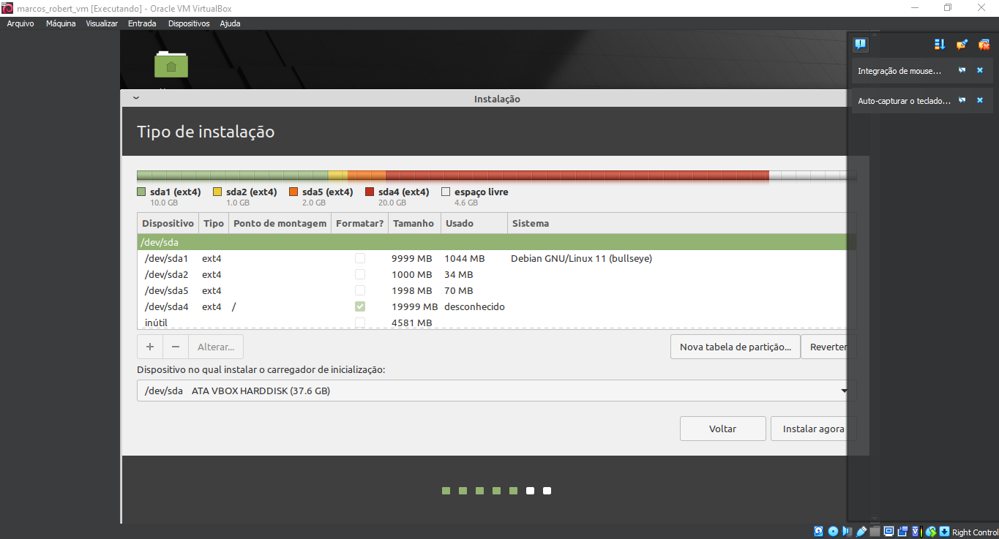 marcos_robert_vm [Executando] - Oracle VM VirtualBox
Arquivo Máquina Visualizar Entrada Dispositivos Ajuda
Integração de mouse...
Auto-capturar o teclado...
Instalação
Tipo de instalação
sda1 (ext4) sda2 (ext4) sda5 (ext4) sda4 (ext4) espaço livre
10.0 GB 1.0 GB 2.0 GB 20.0 GB 4.6 GB
Dispositivo Tipo Ponto de montagem Formatar? Tamanho Usado Sistema
/dev/sda
/dev/sda1 ext4 9999 MB 1044 MB Debian GNU/Linux 11 (bullseye)
/dev/sda2 ext4 1000 MB 34 MB
/dev/sda5 ext4 1998 MB 70 MB
/dev/sda4 ext4 / 19999 MB desconhecido
inútil 4581 MB
+ − Alterar... Nova tabela de partição... Reverter
Dispositivo no qual instalar o carregador de inicialização:
/dev/sda ATA VBOX HARDDISK (37.6 GB)
Voltar Instalar agora
Right Control